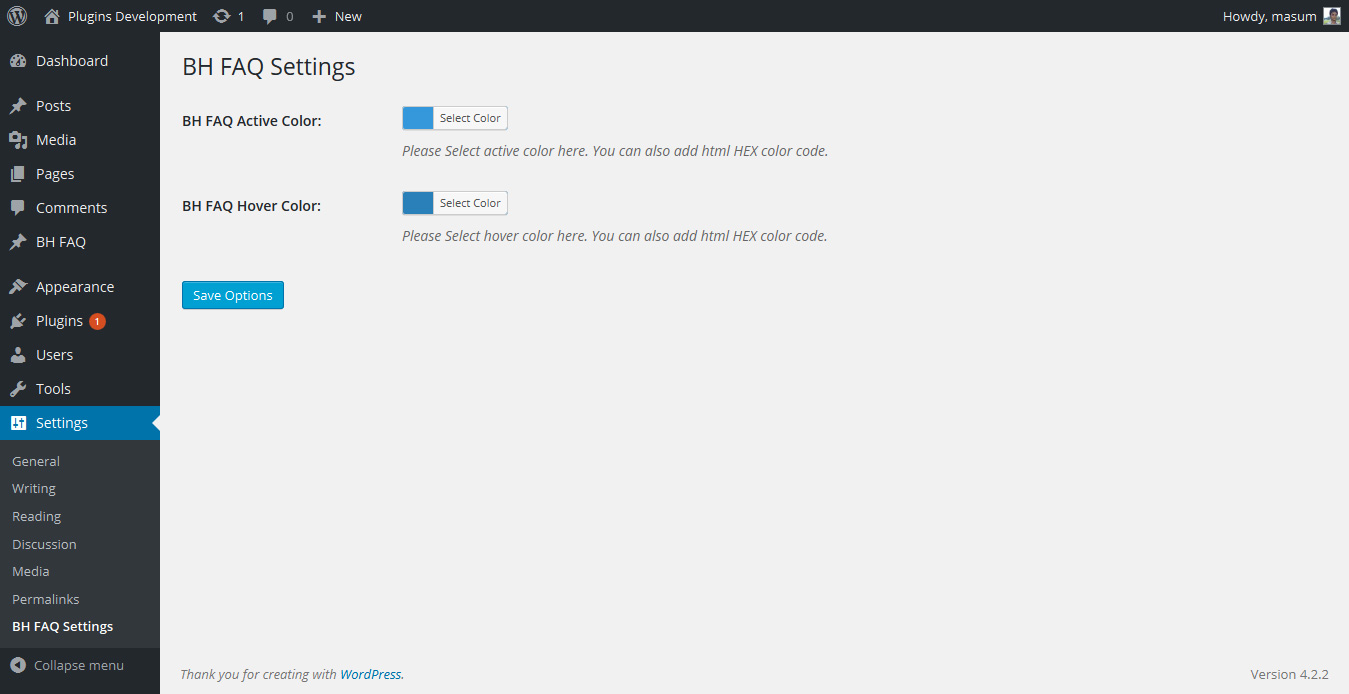 Plugins Development 1 0 New Howdy, masum
Dashboard
Posts
Media
Pages
Comments
BH FAQ
Appearance
Plugins 1
Users
Tools
Settings
General
Writing
Reading
Discussion
Media
Permalinks
BH FAQ Settings
Collapse menu
BH FAQ Settings
BH FAQ Active Color: Select Color
Please Select active color here. You can also add html HEX color code.
BH FAQ Hover Color: Select Color
Please Select hover color here. You can also add html HEX color code.
Save Options
Thank you for creating with WordPress. Version 4.2.2